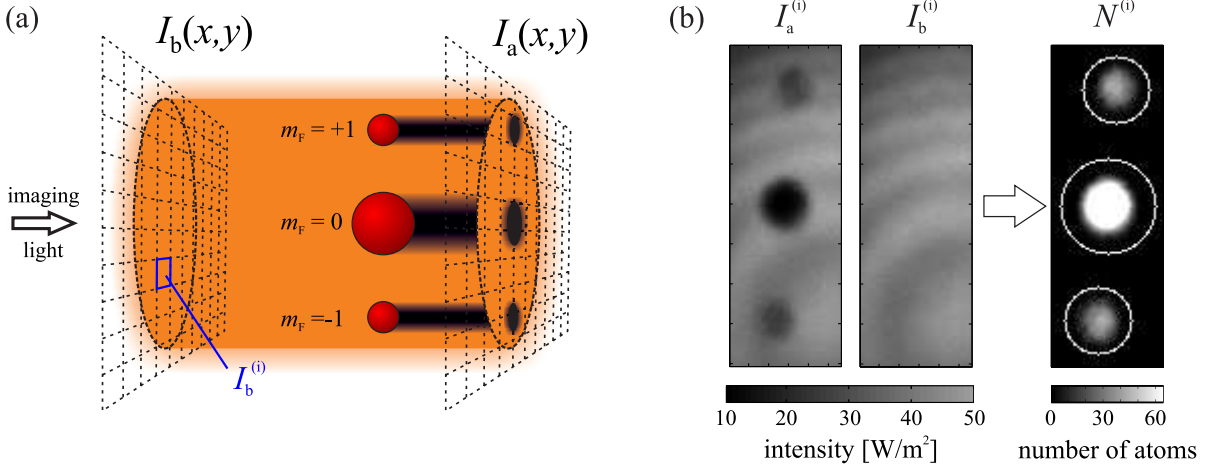 (a)
I_b(x,y)
I_a(x,y)
m_F = +1
m_F = 0
m_F =-1
imaging
light
I_b^(i)
(b)
I_a^(i) I_b^(i) N^(i)
10 20 30 40 50
intensity [W/m²]
0 30 60
number of atoms